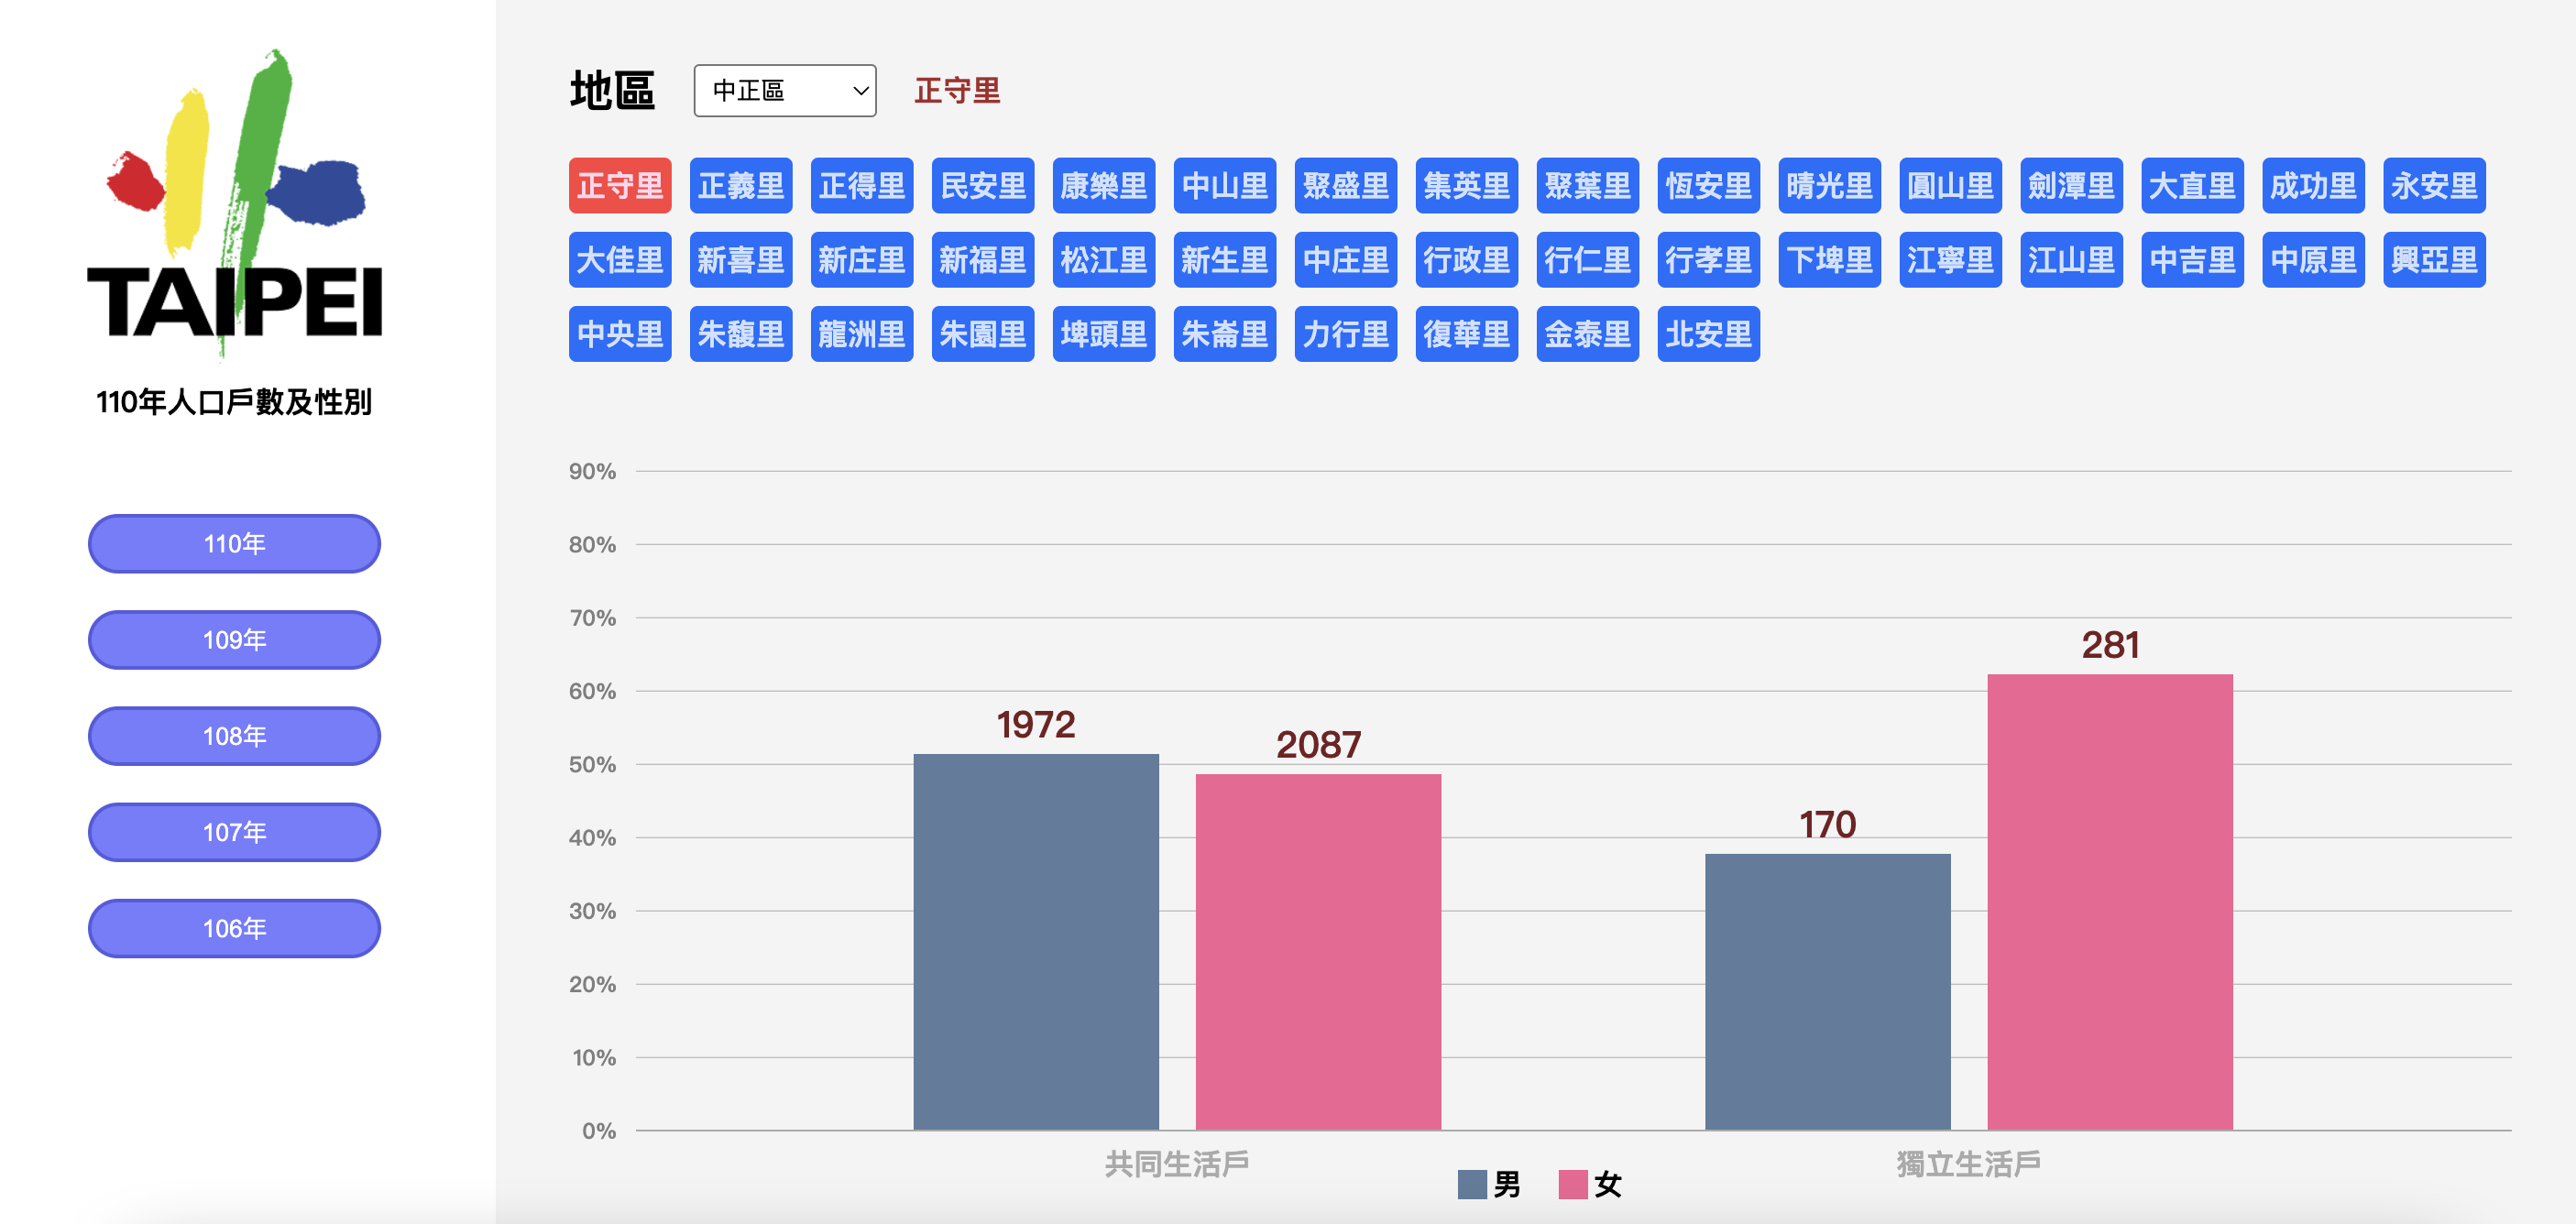 TAIPEI
110年人口戶數及性別
110年
109年
108年
107年
106年
地區 中正區 正守里
正守里 正義里 正得里 民安里 康樂里 中山里 聚盛里 集英里 聚葉里 恆安里 晴光里 圓山里 劍潭里 大直里 成功里 永安里
大佳里 新喜里 新庄里 新福里 松江里 新生里 中庄里 行政里 行仁里 行孝里 下埤里 江寧里 江山里 中吉里 中原里 興亞里
中央里 朱馥里 龍洲里 朱園里 埤頭里 朱崙里 力行里 復華里 金泰里 北安里
90%
80%
70%
60%
50%
40%
30%
20%
10%
0%
1972
2087
170
281
共同生活戶
獨立生活戶
男 女